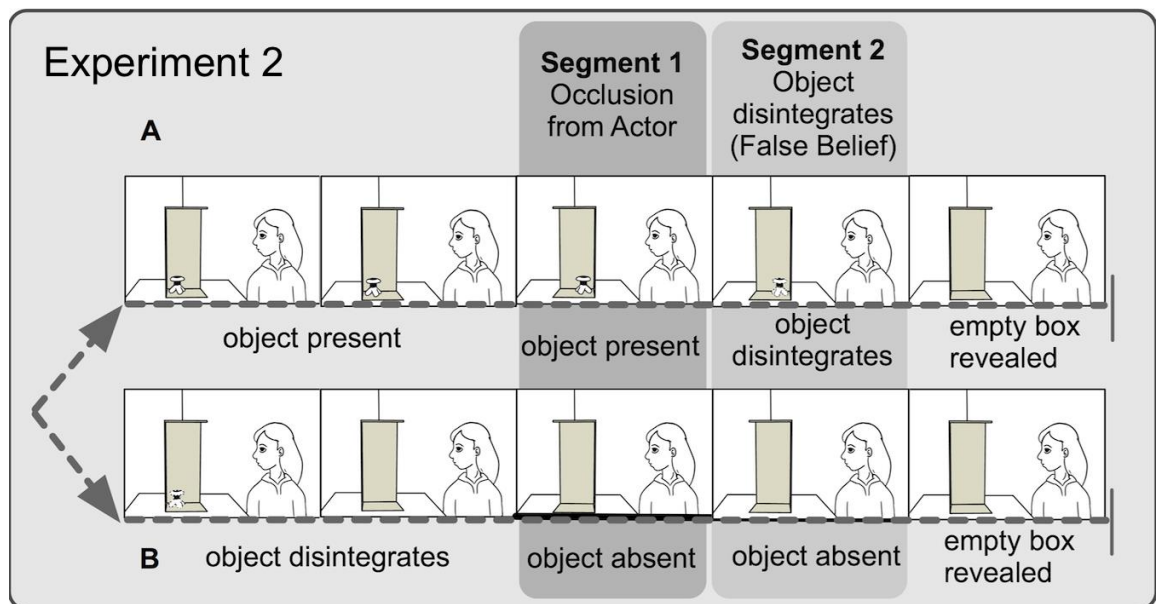 Experiment 2
Segment 1
Occlusion
from Actor
Segment 2
Object
disintegrates
(False Belief)
A
object present
object present
object
disintegrates
empty box
revealed
B
object disintegrates
object absent
object absent
empty box
revealed